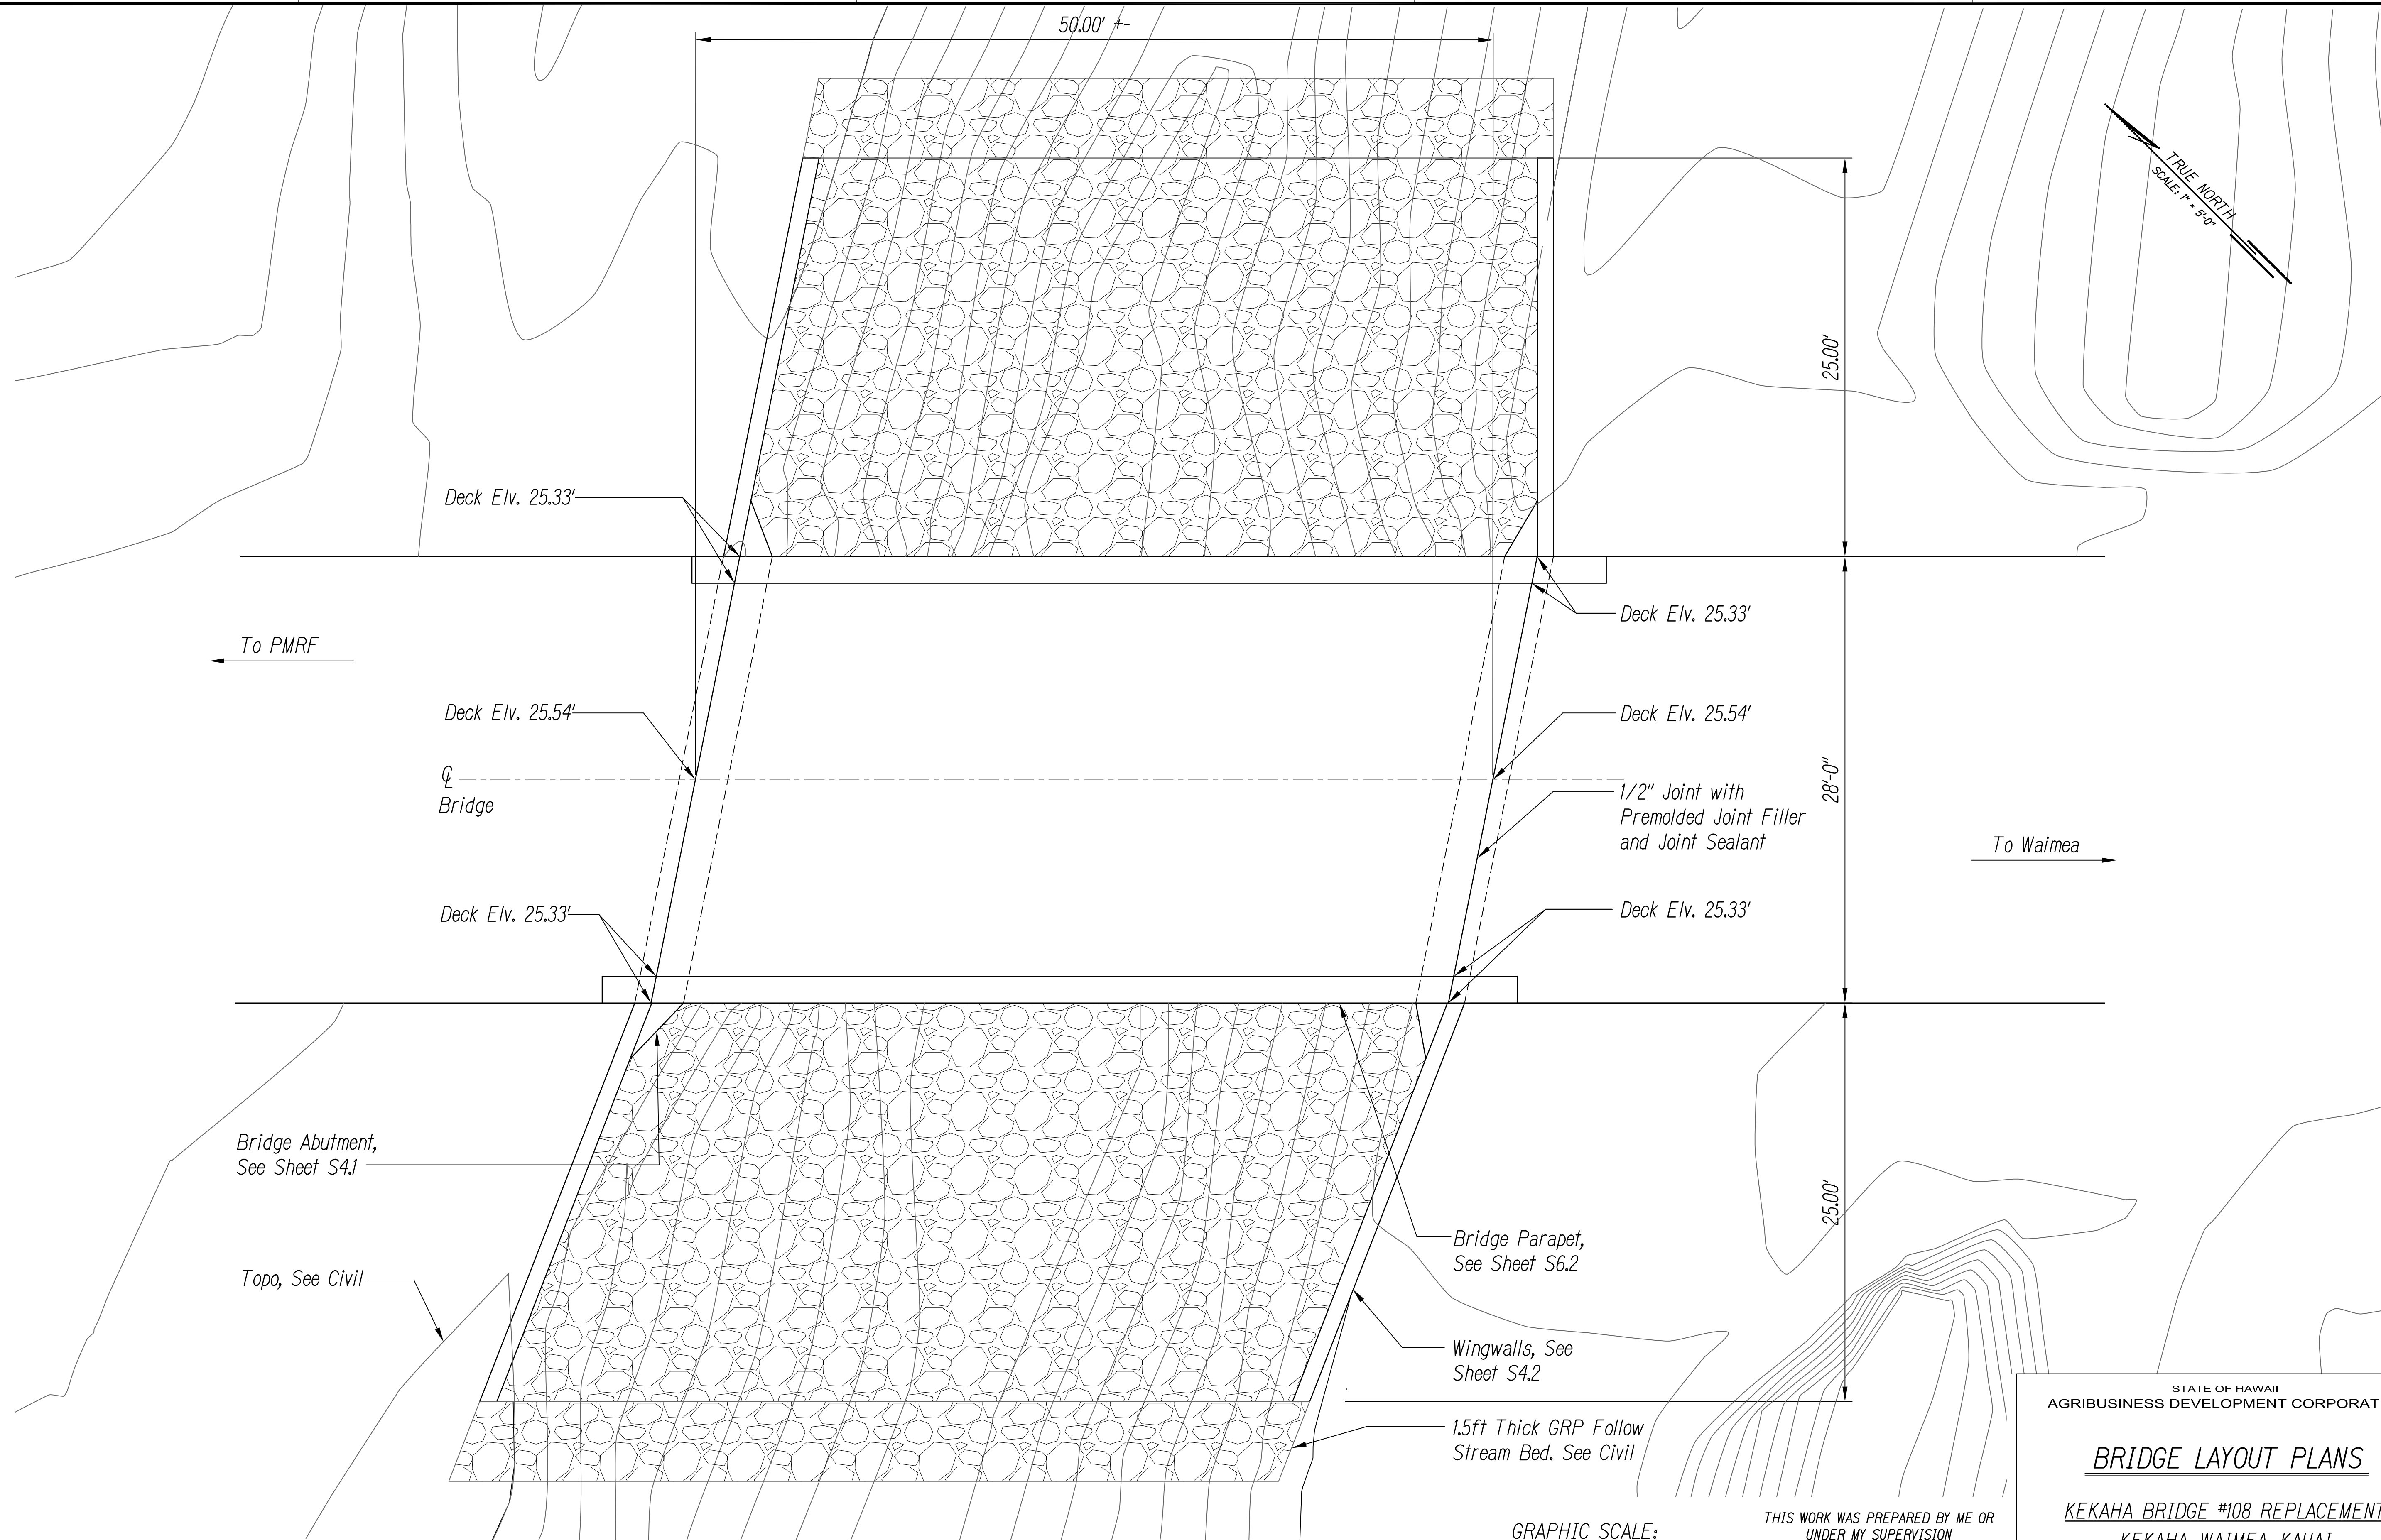 50.00' +-
TRUE NORTH
SCALE: 1" = 5'-0"
25.00'
Deck Elv. 25.33'
Deck Elv. 25.33'
To PMRF
Deck Elv. 25.54'
Deck Elv. 25.54'
CL
Bridge
28'-0"
1/2" Joint with
Premolded Joint Filler
and Joint Sealant
To Waimea
Deck Elv. 25.33'
Deck Elv. 25.33'
Bridge Abutment,
See Sheet S4.1
25.00'
Bridge Parapet,
See Sheet S6.2
Topo, See Civil
Wingwalls, See
Sheet S4.2
1.5ft Thick GRP Follow
Stream Bed. See Civil
STATE OF HAWAII
AGRIBUSINESS DEVELOPMENT CORPORAT
BRIDGE LAYOUT PLANS
KEKAHA BRIDGE #108 REPLACEMENT
KEKAHA, WAIMEA, KAUAI
GRAPHIC SCALE:
THIS WORK WAS PREPARED BY ME OR
UNDER MY SUPERVISION